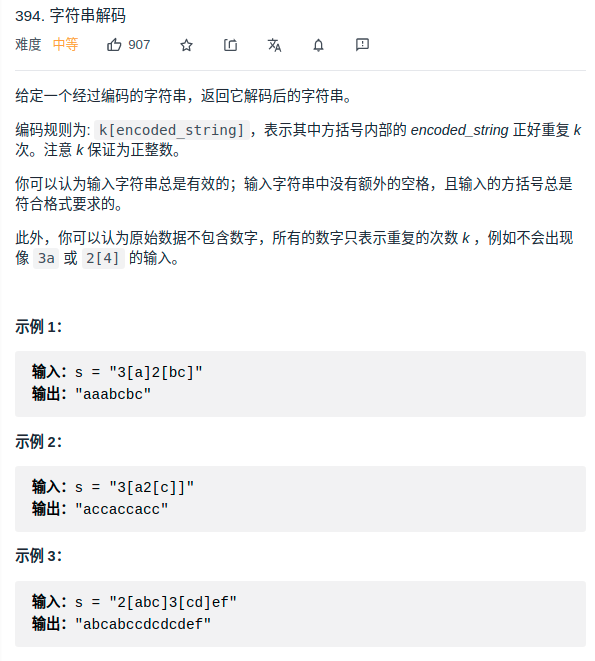 394. 字符串解码
难度 中等 907
给定一个经过编码的字符串，返回它解码后的字符串。
编码规则为: k[encoded_string]，表示其中方括号内部的 encoded_string 正好重复 k
次。注意 k 保证为正整数。
你可以认为输入字符串总是有效的；输入字符串中没有额外的空格，且输入的方括号总是
符合格式要求的。
此外，你可以认为原始数据不包含数字，所有的数字只表示重复的次数 k ，例如不会出现
像 3a 或 2[4] 的输入。
示例 1：
输入：s = "3[a]2[bc]"
输出："aaabcbc"
示例 2：
输入：s = "3[a2[c]]"
输出："accaccacc"
示例 3：
输入：s = "2[abc]3[cd]ef"
输出："abcabccdcdcdef"